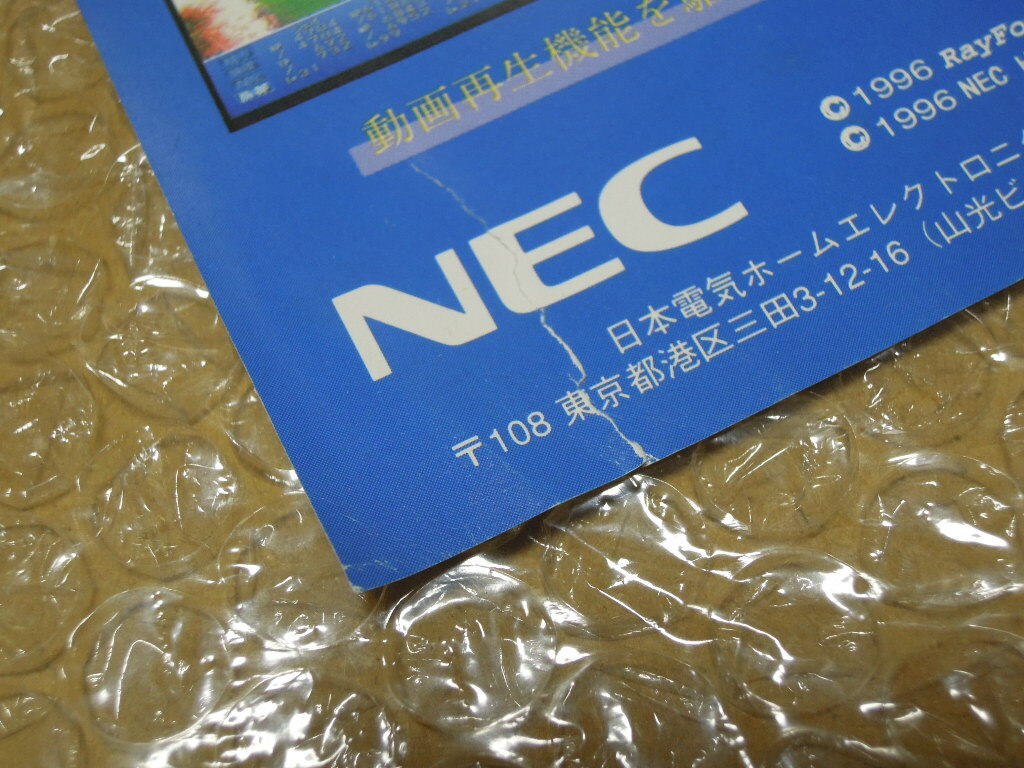 動画再生機能を
©1996 RayFo
©1996 NEC
NEC
日本電気ホームエレクトロニク
〒108 東京都港区三田3-12-16（山光ビ